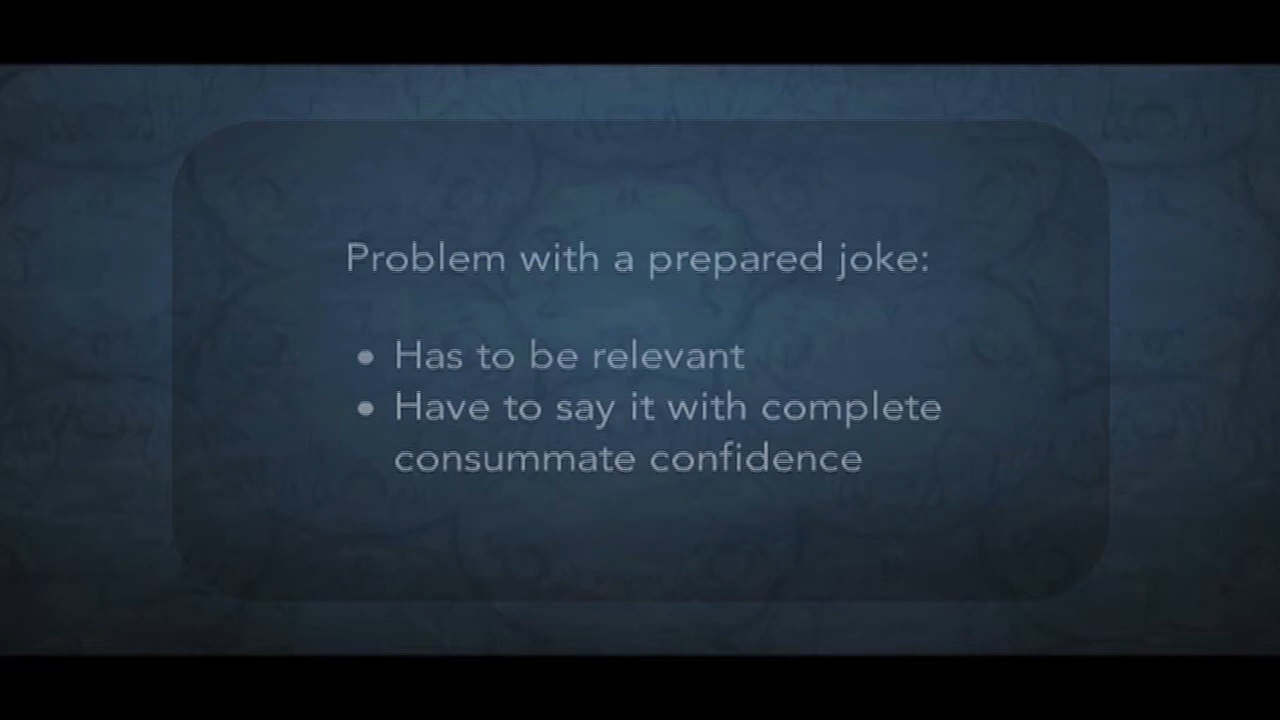 Problem with a prepared joke:
• Has to be relevant
• Have to say it with complete
consummate confidence